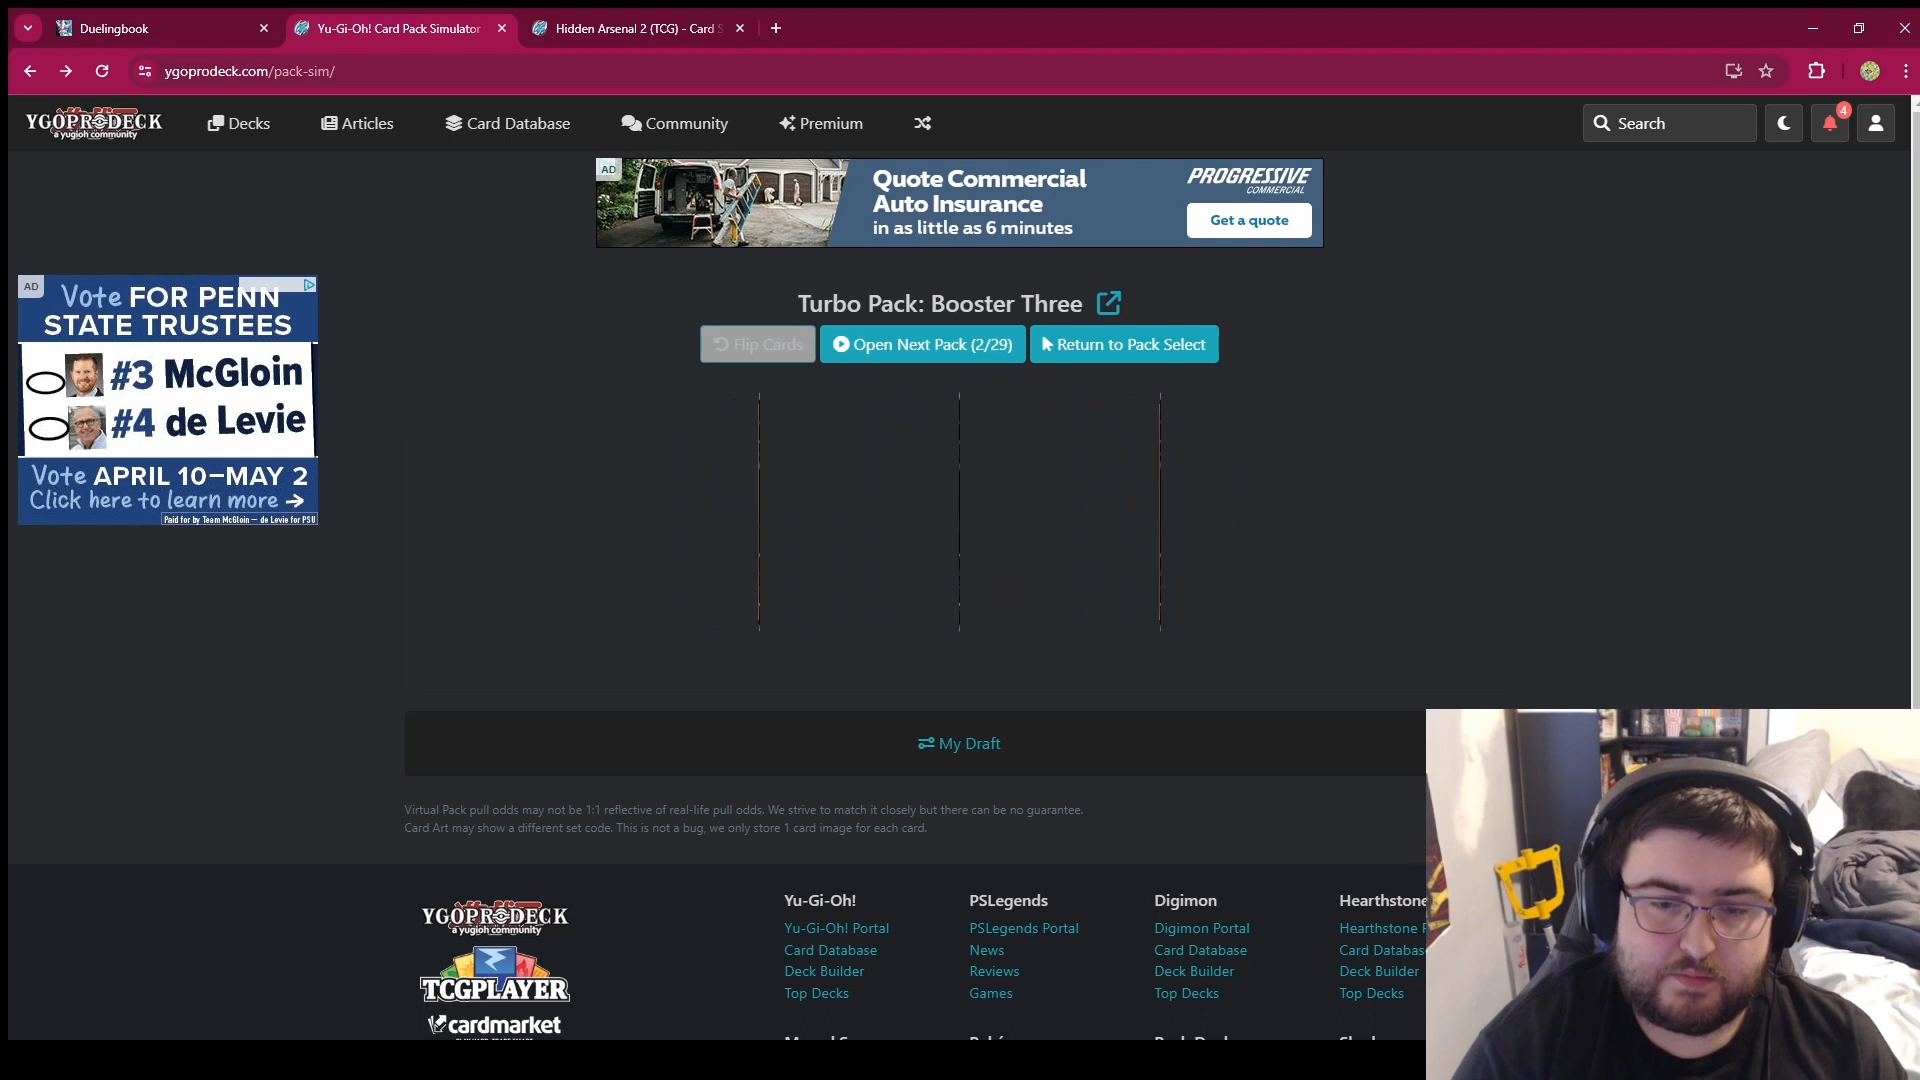 Duelingbook
Yu-Gi-Oh! Card Pack Simulator
Hidden Arsenal 2 (TCG) - Card S
ygoprodeck.com/pack-sim/
YGOPRODECK
a yugioh community
Decks
Articles
Card Database
Community
Premium
Search
4
AD
Quote Commercial
Auto Insurance
in as little as 6 minutes
PROGRESSIVE
COMMERCIAL
Get a quote
AD
Vote FOR PENN
STATE TRUSTEES
#3 McGloin
#4 de Levie
Vote APRIL 10–MAY 2
Click here to learn more →
Paid for by Team McGloin — de Levie for PSU
Turbo Pack: Booster Three
Flip Cards
Open Next Pack (2/29)
Return to Pack Select
My Draft
Virtual Pack pull odds may not be 1:1 reflective of real-life pull odds. We strive to match it closely but there can be no guarantee.
Card Art may show a different set code. This is not a bug, we only store 1 card image for each card.
YGOPRODECK
a yugioh community
TCGPLAYER
cardmarket
Yu-Gi-Oh!
Yu-Gi-Oh! Portal
Card Database
Deck Builder
Top Decks
PSLegends
PSLegends Portal
News
Reviews
Games
Digimon
Digimon Portal
Card Database
Deck Builder
Top Decks
Hearthstone
Hearthstone
Card Databas
Deck Builder
Top Decks